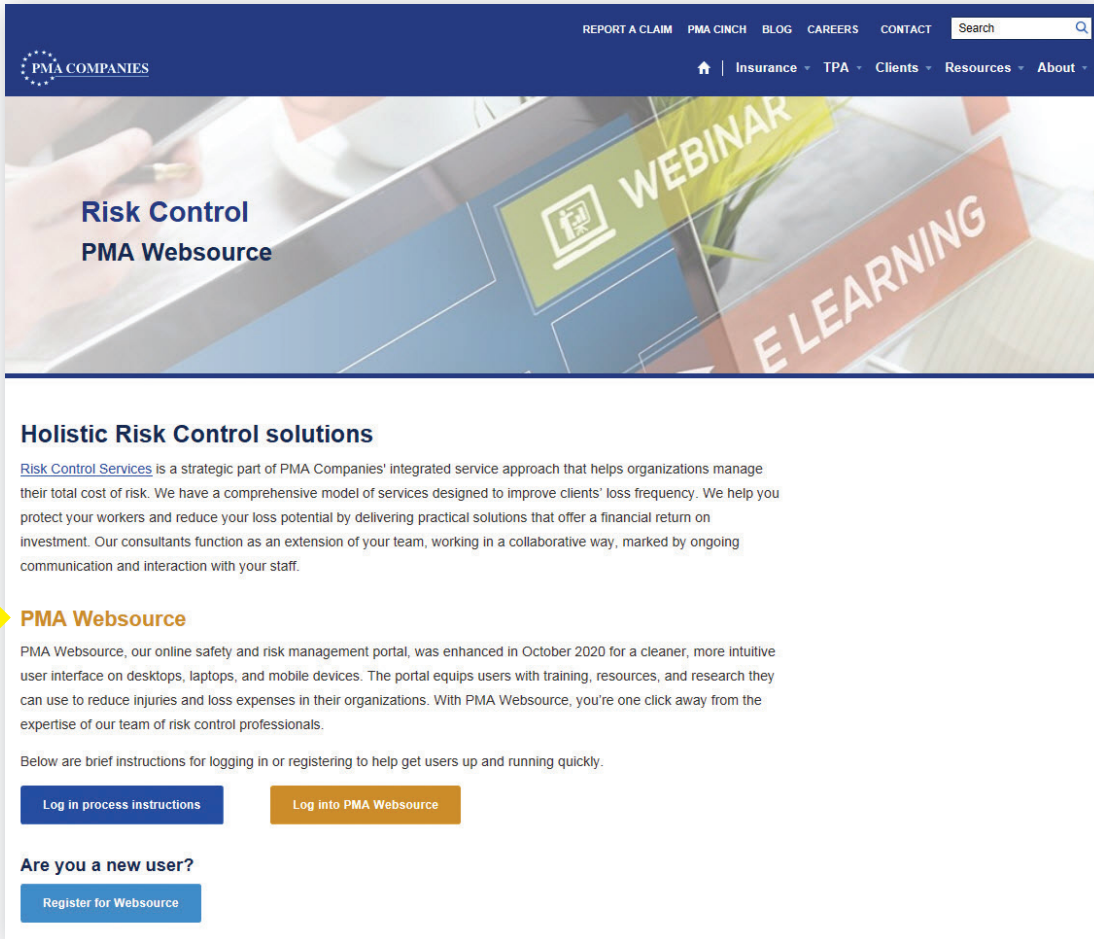 REPORT A CLAIM PMA CINCH BLOG CAREERS CONTACT Search
PMA COMPANIES
Insurance TPA Clients Resources About
WEBINAR
E LEARNING
Risk Control
PMA Websource
Holistic Risk Control solutions
Risk Control Services is a strategic part of PMA Companies' integrated service approach that helps organizations manage
their total cost of risk. We have a comprehensive model of services designed to improve clients' loss frequency. We help you
protect your workers and reduce your loss potential by delivering practical solutions that offer a financial return on
investment. Our consultants function as an extension of your team, working in a collaborative way, marked by ongoing
communication and interaction with your staff.
PMA Websource
PMA Websource, our online safety and risk management portal, was enhanced in October 2020 for a cleaner, more intuitive
user interface on desktops, laptops, and mobile devices. The portal equips users with training, resources, and research they
can use to reduce injuries and loss expenses in their organizations. With PMA Websource, you're one click away from the
expertise of our team of risk control professionals.
Below are brief instructions for logging in or registering to help get users up and running quickly.
Log in process instructions Log into PMA Websource
Are you a new user?
Register for Websource